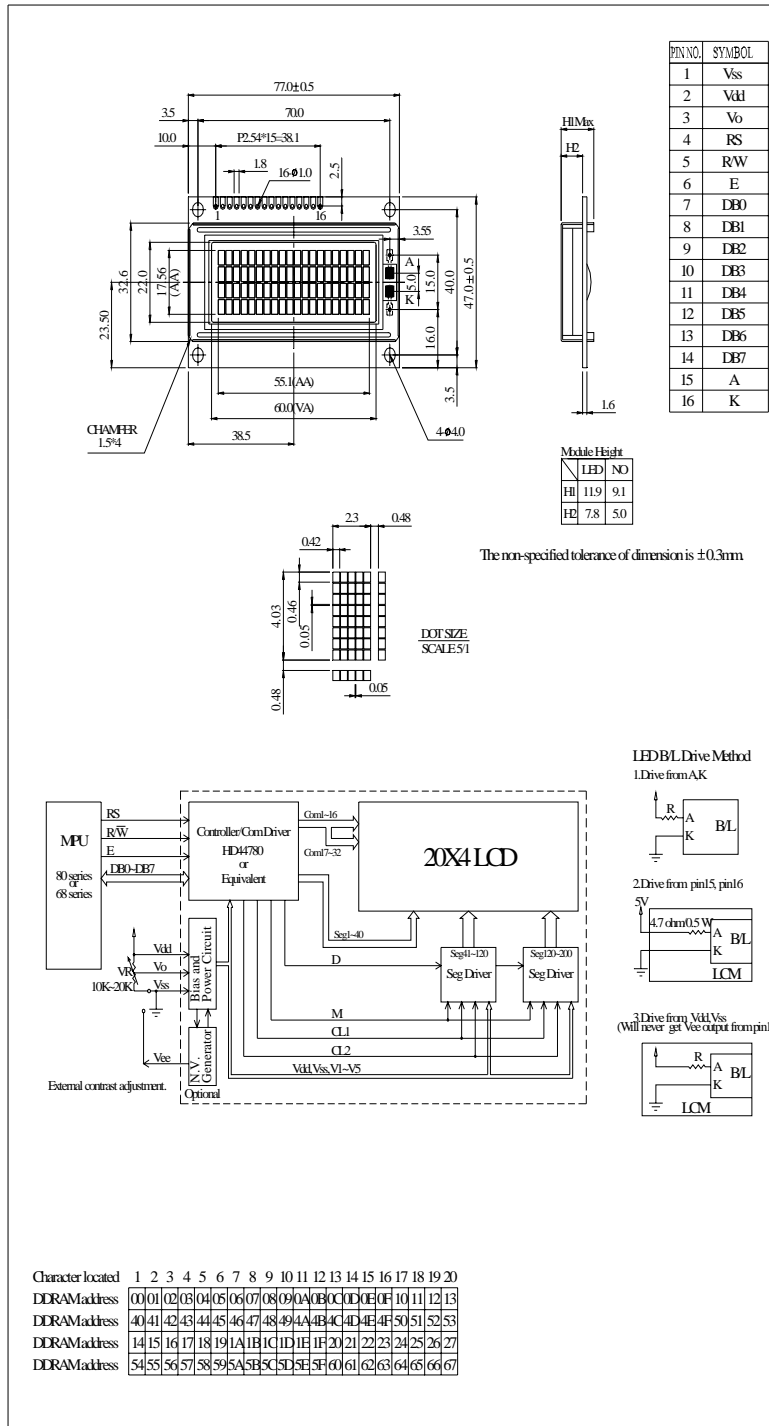 77.0±0.5
3.5 70.0
10.0 P2.54*15=38.1
1.8 16-ø1.0 2.5
1 16
3.55
A
K
32.6
22.0
17.56
(AA)
23.50
5.0
15.0
16.0
40.0
47.0±0.5
3.5
55.1(AA)
60.0(VA)
38.5
CHAMFER
1.5*4
4-ø4.0
H1Max
H2
1.6
PIN NO. SYMBOL
1 Vss
2 Vdd
3 Vo
4 RS
5 R/W
6 E
7 DB0
8 DB1
9 DB2
10 DB3
11 DB4
12 DB5
13 DB6
14 DB7
15 A
16 K
Module Height
LED NO
H1 11.9 9.1
H2 7.8 5.0
The non-specified tolerance of dimension is ±0.3mm.
2.3 0.48
0.42
4.03
0.46
0.05
0.48
0.05
DOT SIZE
SCALE 5/1
MPU
80 series
or
68 series
RS
R/W̅
E
DB0~DB7
Controller/Com Driver
HD44780
or
Equivalent
Com1~16
Com17~32
20X4 LCD
Seg1~40
Seg41~120
Seg Driver
Seg120~200
Seg Driver
D
M
CL1
CL2
Vdd,Vss,V1~V5
Vdd
Vo
Vss
VR
10K~20K
Bias and
Power Circuit
Vee
N.V.
Generator
Optional
External contrast adjustment.
LED B/L Drive Method
1.Drive from A,K
R A
K
B/L
2.Drive from pin15, pin16
5V
4.7 ohm/0.5 W
A
K
B/L
LCM
3.Drive from Vdd,Vss
(Will never get Vee output from pin1
R A
K
B/L
LCM
Character located 1 2 3 4 5 6 7 8 9 10 11 12 13 14 15 16 17 18 19 20
DDRAM address 00 01 02 03 04 05 06 07 08 09 0A 0B 0C 0D 0E 0F 10 11 12 13
DDRAM address 40 41 42 43 44 45 46 47 48 49 4A 4B 4C 4D 4E 4F 50 51 52 53
DDRAM address 14 15 16 17 18 19 1A 1B 1C 1D 1E 1F 20 21 22 23 24 25 26 27
DDRAM address 54 55 56 57 58 59 5A 5B 5C 5D 5E 5F 60 61 62 63 64 65 66 67